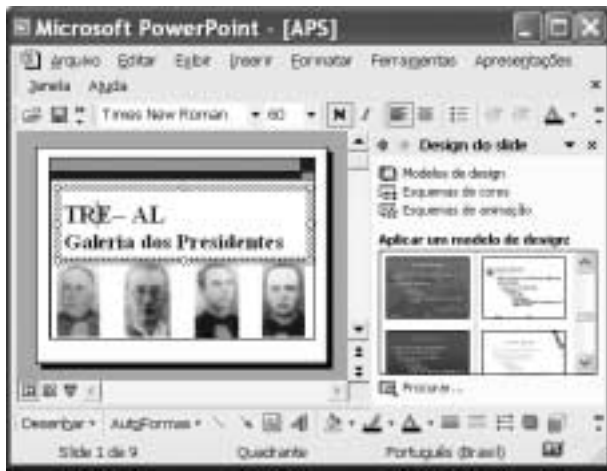 Microsoft PowerPoint - [APS]
Arquivo Editar Exibir Inserir Formatar Ferramentas Apresentações
Janela Ajuda
Times New Roman 60 N I
Design do slide
Modelos de design
Esquemas de cores
Esquemas de animação
Aplicar um modelo de design:
TRE– AL
Galeria dos Presidentes
Procurar...
Desenhar AutoFormas
Slide 1 de 9 Quadrante Português (Brasil)